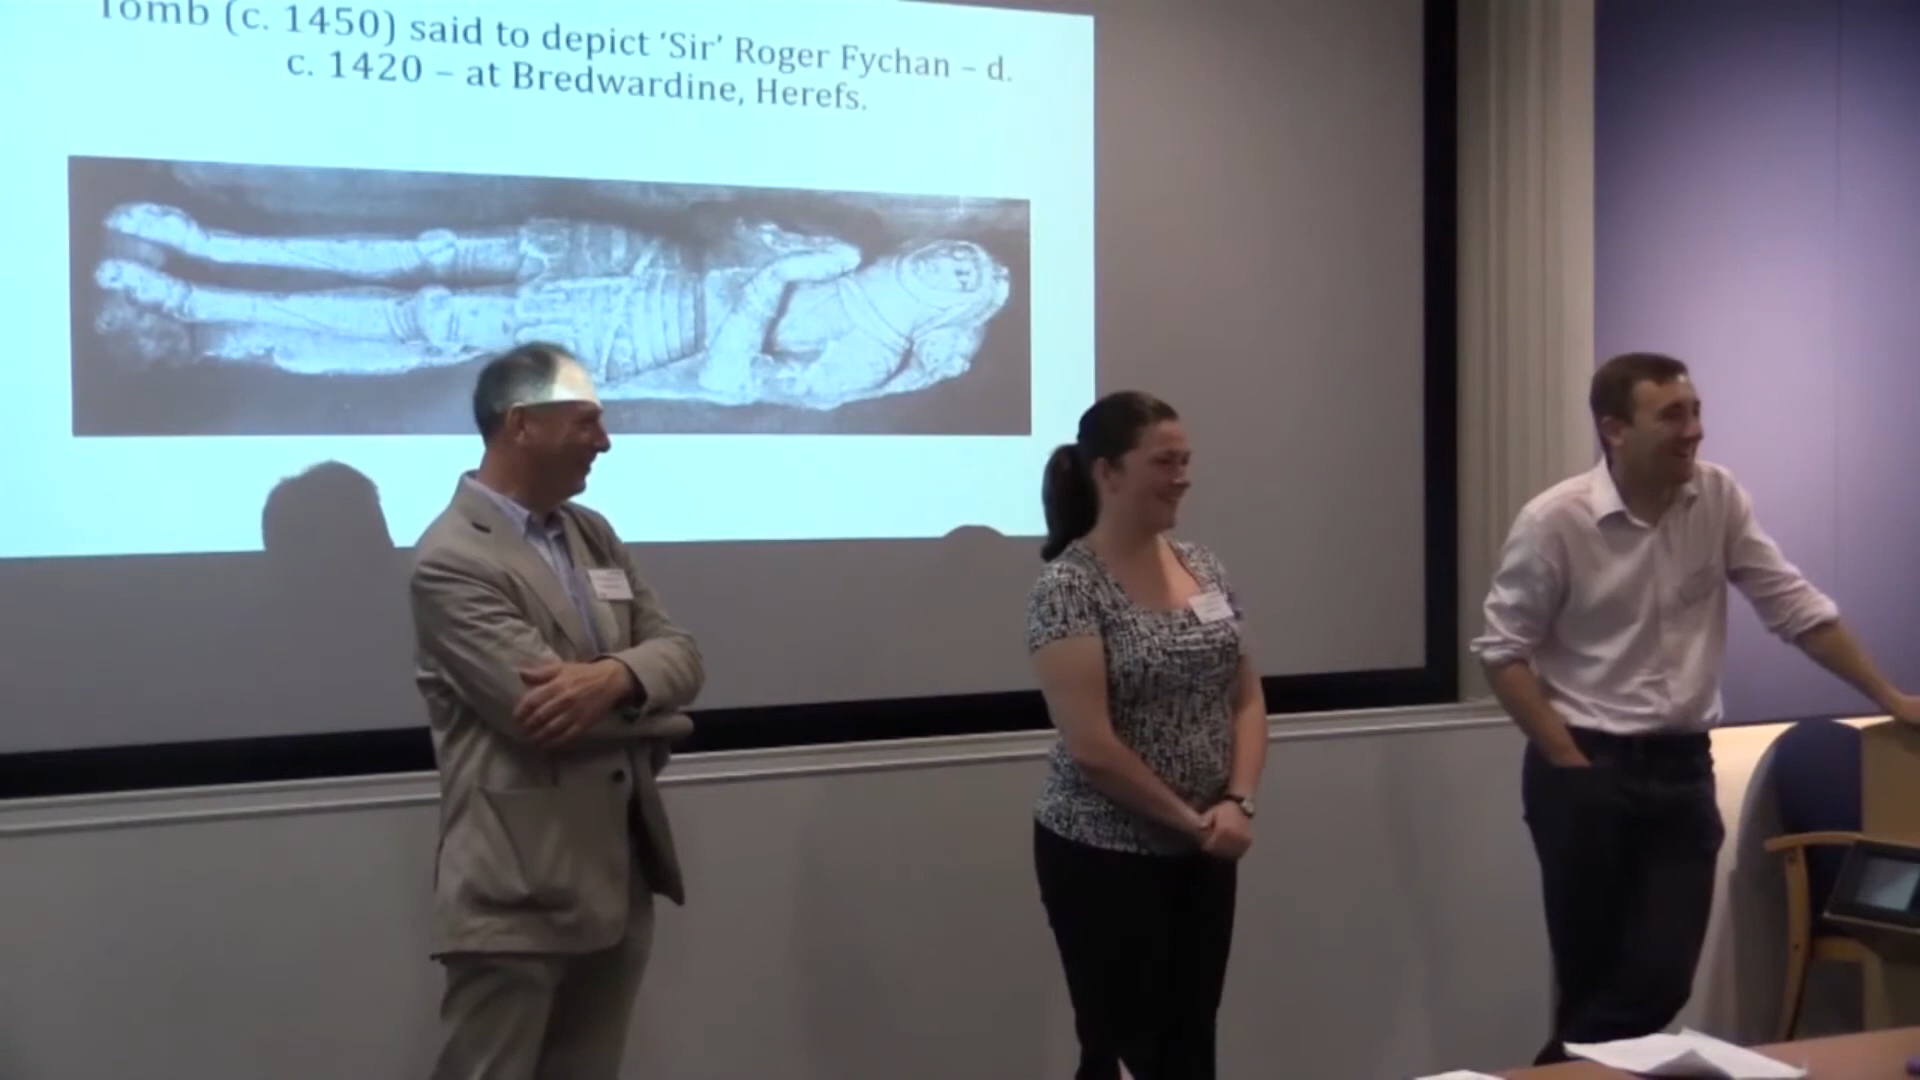 Tomb (c. 1450) said to depict ‘Sir’ Roger Fychan – d.
c. 1420 – at Bredwardine, Herefs.